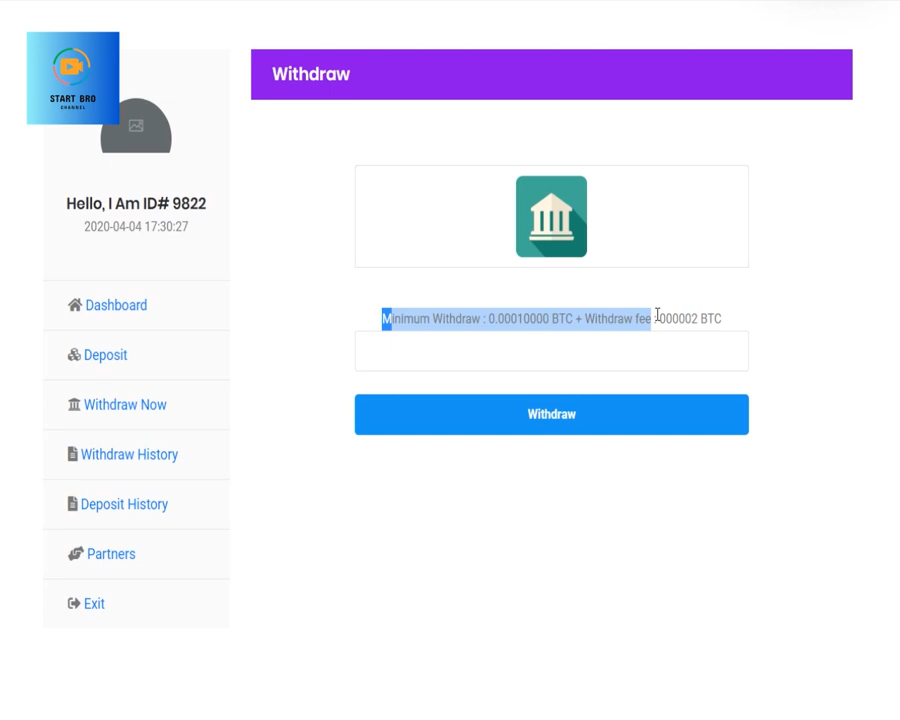 START BRO
CHANNEL
Hello, I Am ID# 9822
2020-04-04 17:30:27
Dashboard
Deposit
Withdraw Now
Withdraw History
Deposit History
Partners
Exit
Withdraw
Minimum Withdraw : 0.00010000 BTC + Withdraw fee 000002 BTC
Withdraw